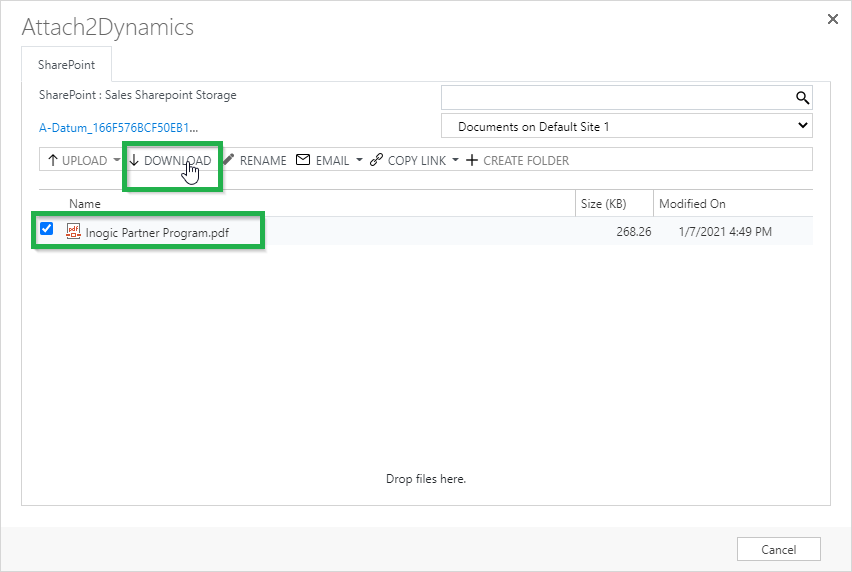 Attach2Dynamics
SharePoint
SharePoint : Sales Sharepoint Storage
A-Datum_166F576BCF50EB1...
Documents on Default Site 1
UPLOAD DOWNLOAD RENAME EMAIL COPY LINK CREATE FOLDER
Name Size (KB) Modified On
pdf Inogic Partner Program.pdf 268.26 1/7/2021 4:49 PM
Drop files here.
Cancel